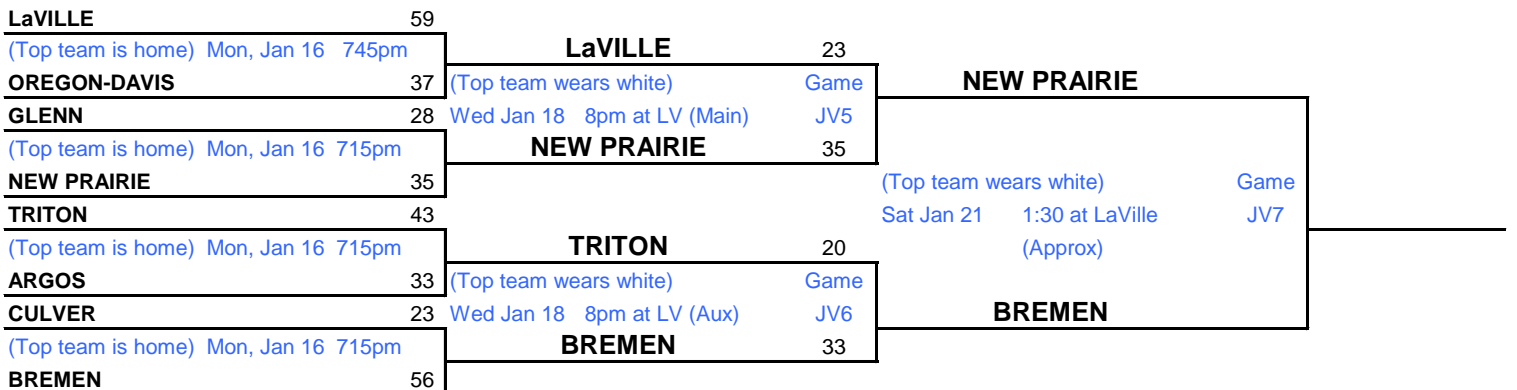 LaVILLE 59
(Top team is home) Mon, Jan 16 745pm
LaVILLE 23
OREGON-DAVIS 37
(Top team wears white) Game
NEW PRAIRIE
GLENN 28
Wed Jan 18 8pm at LV (Main) JV5
(Top team is home) Mon, Jan 16 715pm
NEW PRAIRIE 35
NEW PRAIRIE 35
(Top team wears white) Game
TRITON 43
Sat Jan 21 1:30 at LaVille JV7
(Top team is home) Mon, Jan 16 715pm
TRITON 20
(Approx)
ARGOS 33
(Top team wears white) Game
CULVER 23
Wed Jan 18 8pm at LV (Aux) JV6
BREMEN
(Top team is home) Mon, Jan 16 715pm
BREMEN 33
BREMEN 56